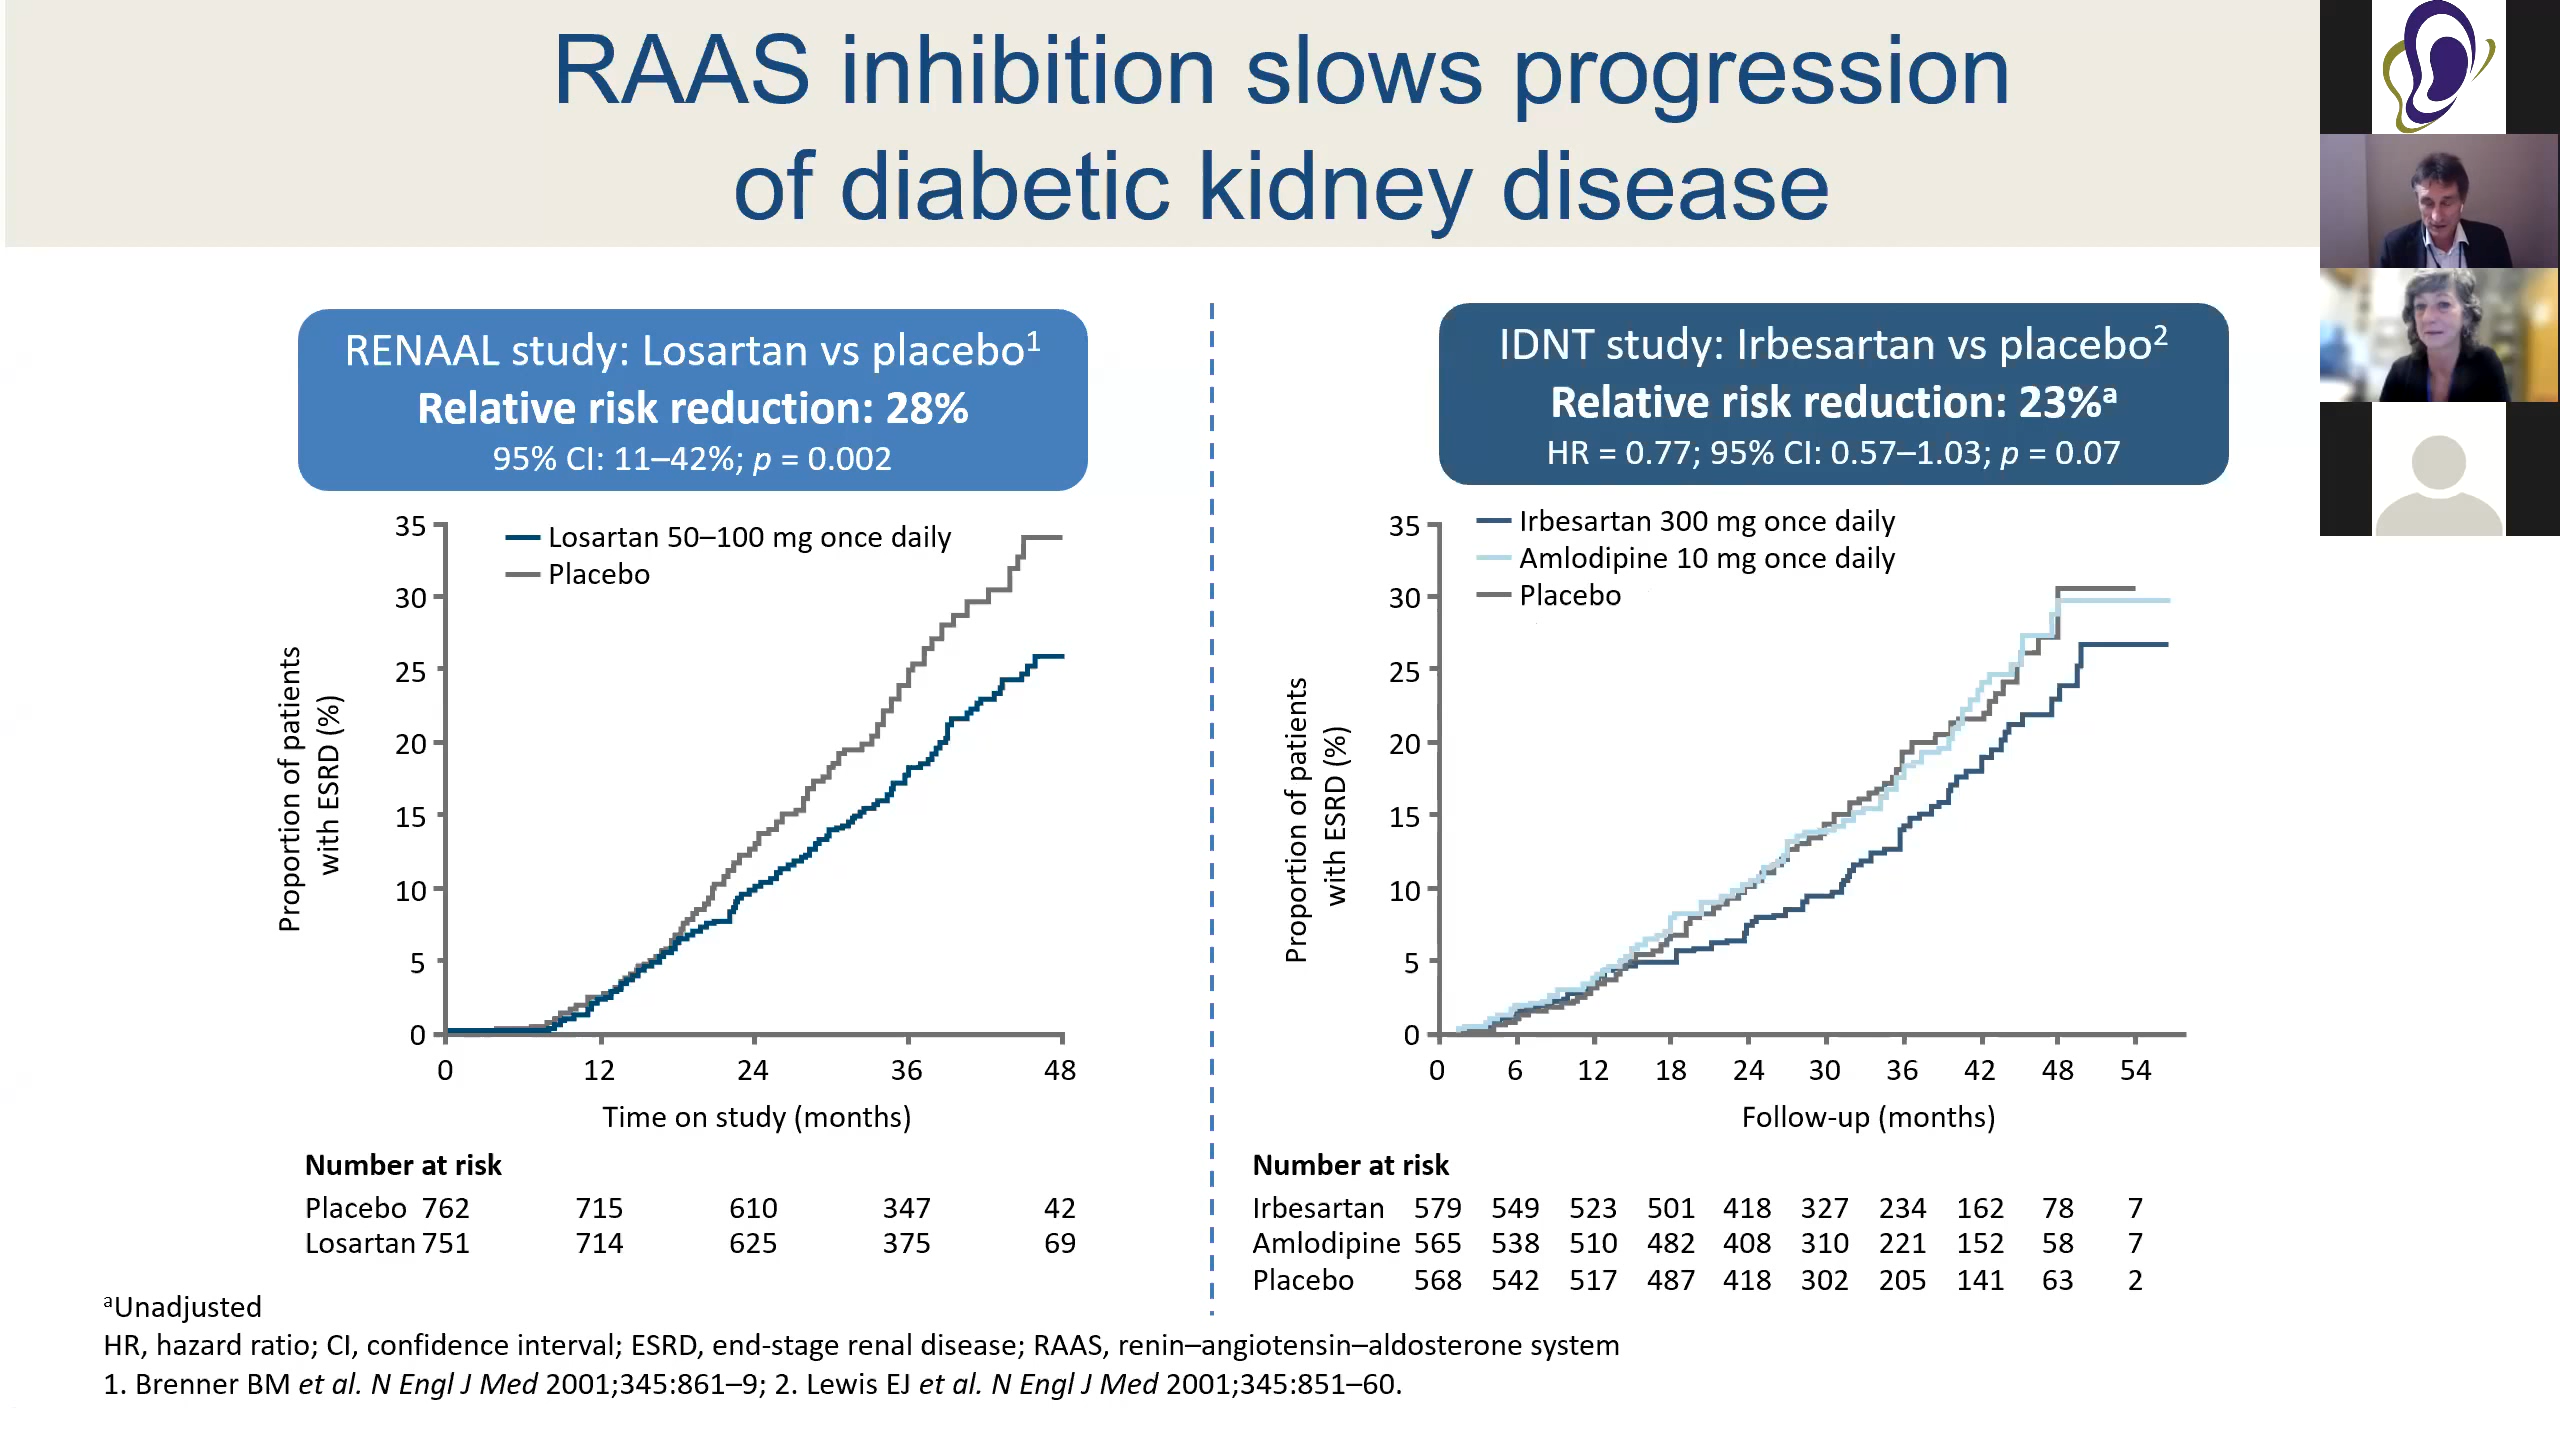 RAAS inhibition slows progression
of diabetic kidney disease
RENAAL study: Losartan vs placebo¹
Relative risk reduction: 28%
95% CI: 11–42%; p = 0.002
35
30
25
20
15
10
5
0
Losartan 50–100 mg once daily
Placebo
Proportion of patients
with ESRD (%)
0 12 24 36 48
Time on study (months)
Number at risk
Placebo 762 715 610 347 42
Losartan 751 714 625 375 69
IDNT study: Irbesartan vs placebo²
Relative risk reduction: 23%ᵃ
HR = 0.77; 95% CI: 0.57–1.03; p = 0.07
35
30
25
20
15
10
5
0
Irbesartan 300 mg once daily
Amlodipine 10 mg once daily
Placebo
Proportion of patients
with ESRD (%)
0 6 12 18 24 30 36 42 48 54
Follow-up (months)
Number at risk
Irbesartan 579 549 523 501 418 327 234 162 78 7
Amlodipine 565 538 510 482 408 310 221 152 58 7
Placebo 568 542 517 487 418 302 205 141 63 2
ᵃUnadjusted
HR, hazard ratio; CI, confidence interval; ESRD, end-stage renal disease; RAAS, renin–angiotensin–aldosterone system
1. Brenner BM et al. N Engl J Med 2001;345:861–9; 2. Lewis EJ et al. N Engl J Med 2001;345:851–60.